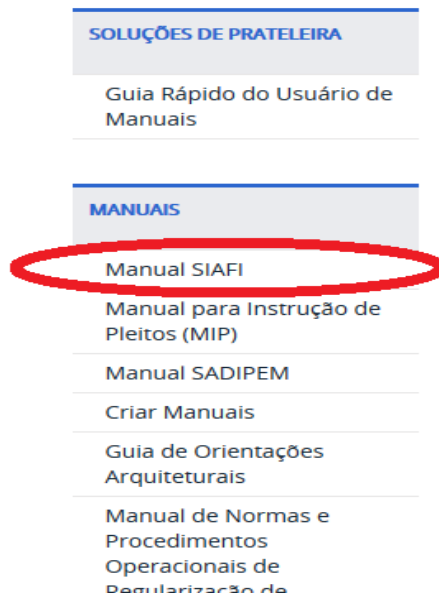 SOLUÇÕES DE PRATELEIRA
Guia Rápido do Usuário de
Manuais
MANUAIS
Manual SIAFI
Manual para Instrução de
Pleitos (MIP)
Manual SADIPEM
Criar Manuais
Guia de Orientações
Arquiteturais
Manual de Normas e
Procedimentos
Operacionais de
Regularização de